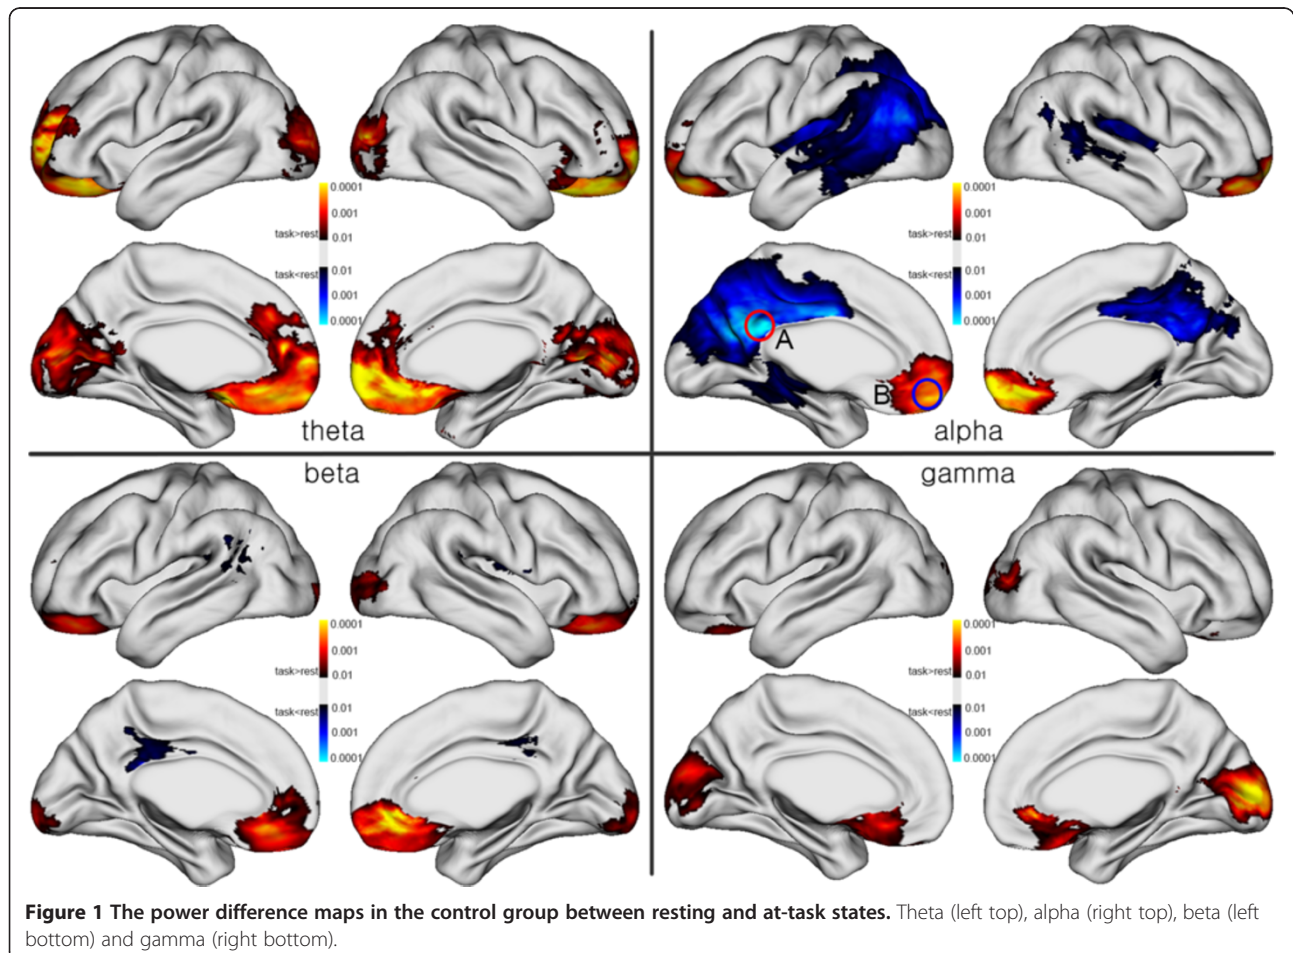 0.0001
0.001
task>rest
0.01
task<rest
0.01
0.001
0.0001
theta
0.0001
0.001
task>rest
0.01
task<rest
0.01
0.001
0.0001
A
B
alpha
beta
0.0001
0.001
task>rest
0.01
task<rest
0.01
0.001
0.0001
gamma
0.0001
0.001
task>rest
0.01
task<rest
0.01
0.001
0.0001
Figure 1 The power difference maps in the control group between resting and at-task states. Theta (left top), alpha (right top), beta (left
bottom) and gamma (right bottom).